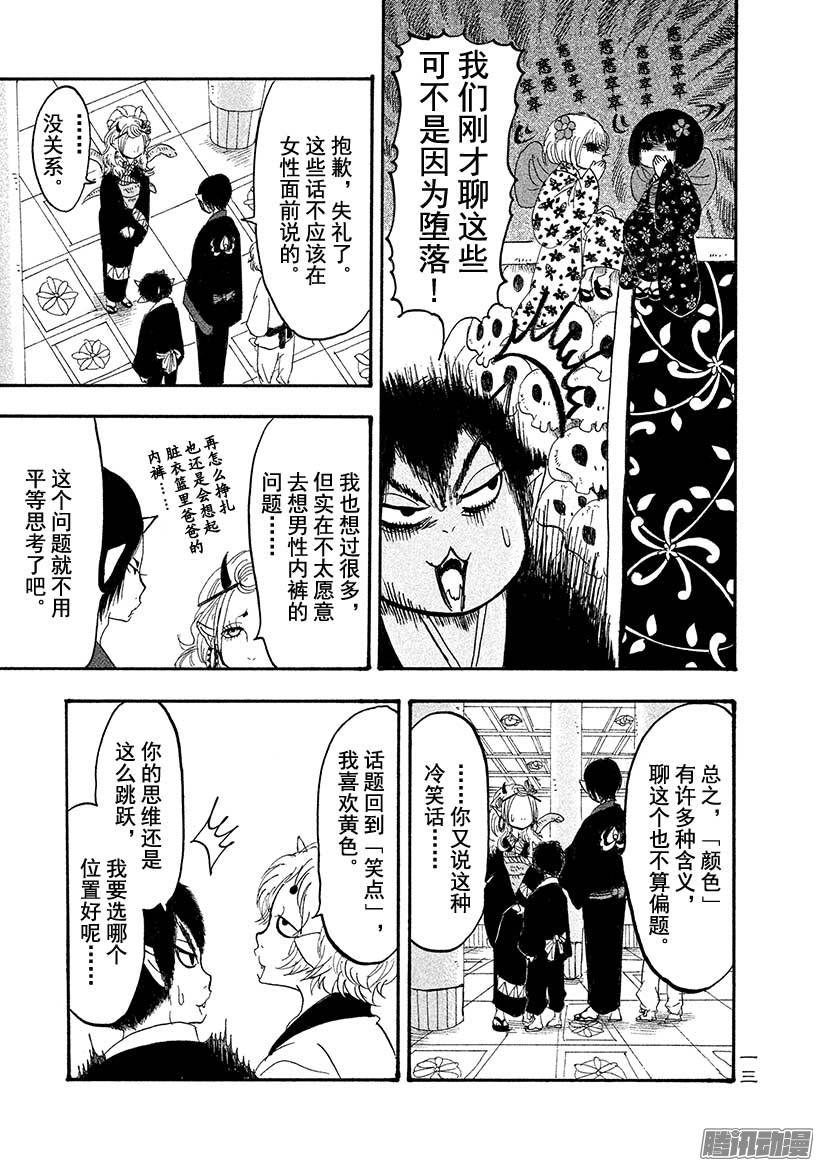 窸窸窣窣
窸窸窣窣
窸窸窣窣
窸窸窣窣
我们刚才聊这些
可不是因为堕落！
抱歉，失礼了。
这些话不应该在
女性面前说的。
没关系。
我也想过很多，
但实在不太愿意
去想男性内裤的
问题……
再怎么挣扎
也还是会想起
脏衣篮里爸爸的
内裤……
这个问题就不用
平等思考了吧。
总之，「颜色」
有许多种含义，
聊这个也不算偏题。
……你又说这种
冷笑话……
话题回到「笑点」，
我喜欢黄色。
你的思维还是
这么跳跃，
我要选哪个
位置好呢……
一三
腾讯动漫